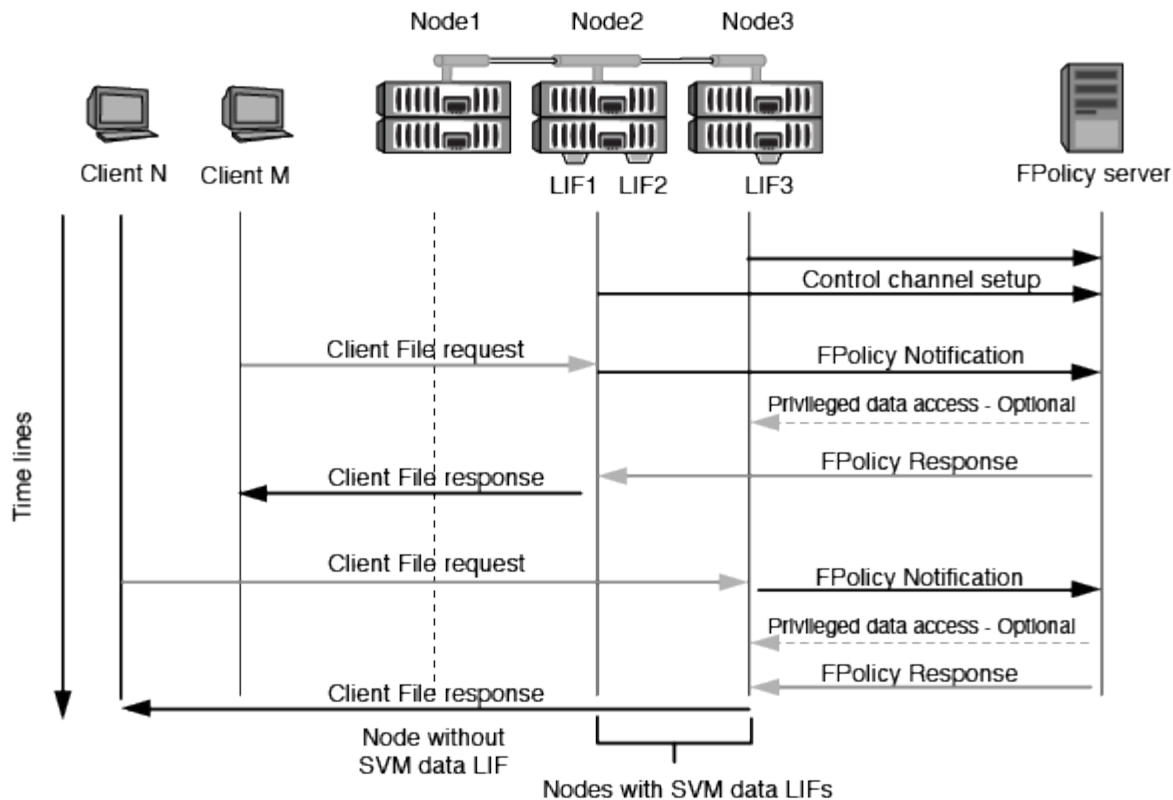 Node1
Node2
Node3
Client N
Client M
LIF1
LIF2
LIF3
FPolicy server
Control channel setup
Client File request
FPolicy Notification
Privileged data access - Optional
FPolicy Response
Client File response
Time lines
Client File request
FPolicy Notification
Privileged data access - Optional
FPolicy Response
Client File response
Node without
SVM data LIF
Nodes with SVM data LIFs